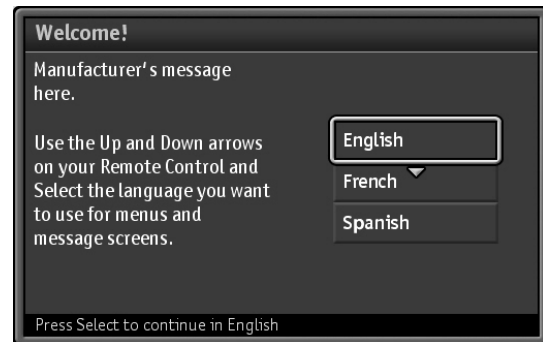 Welcome!
Manufacturer's message
here.
Use the Up and Down arrows
on your Remote Control and
Select the language you want
to use for menus and
message screens.
English
French
Spanish
Press Select to continue in English